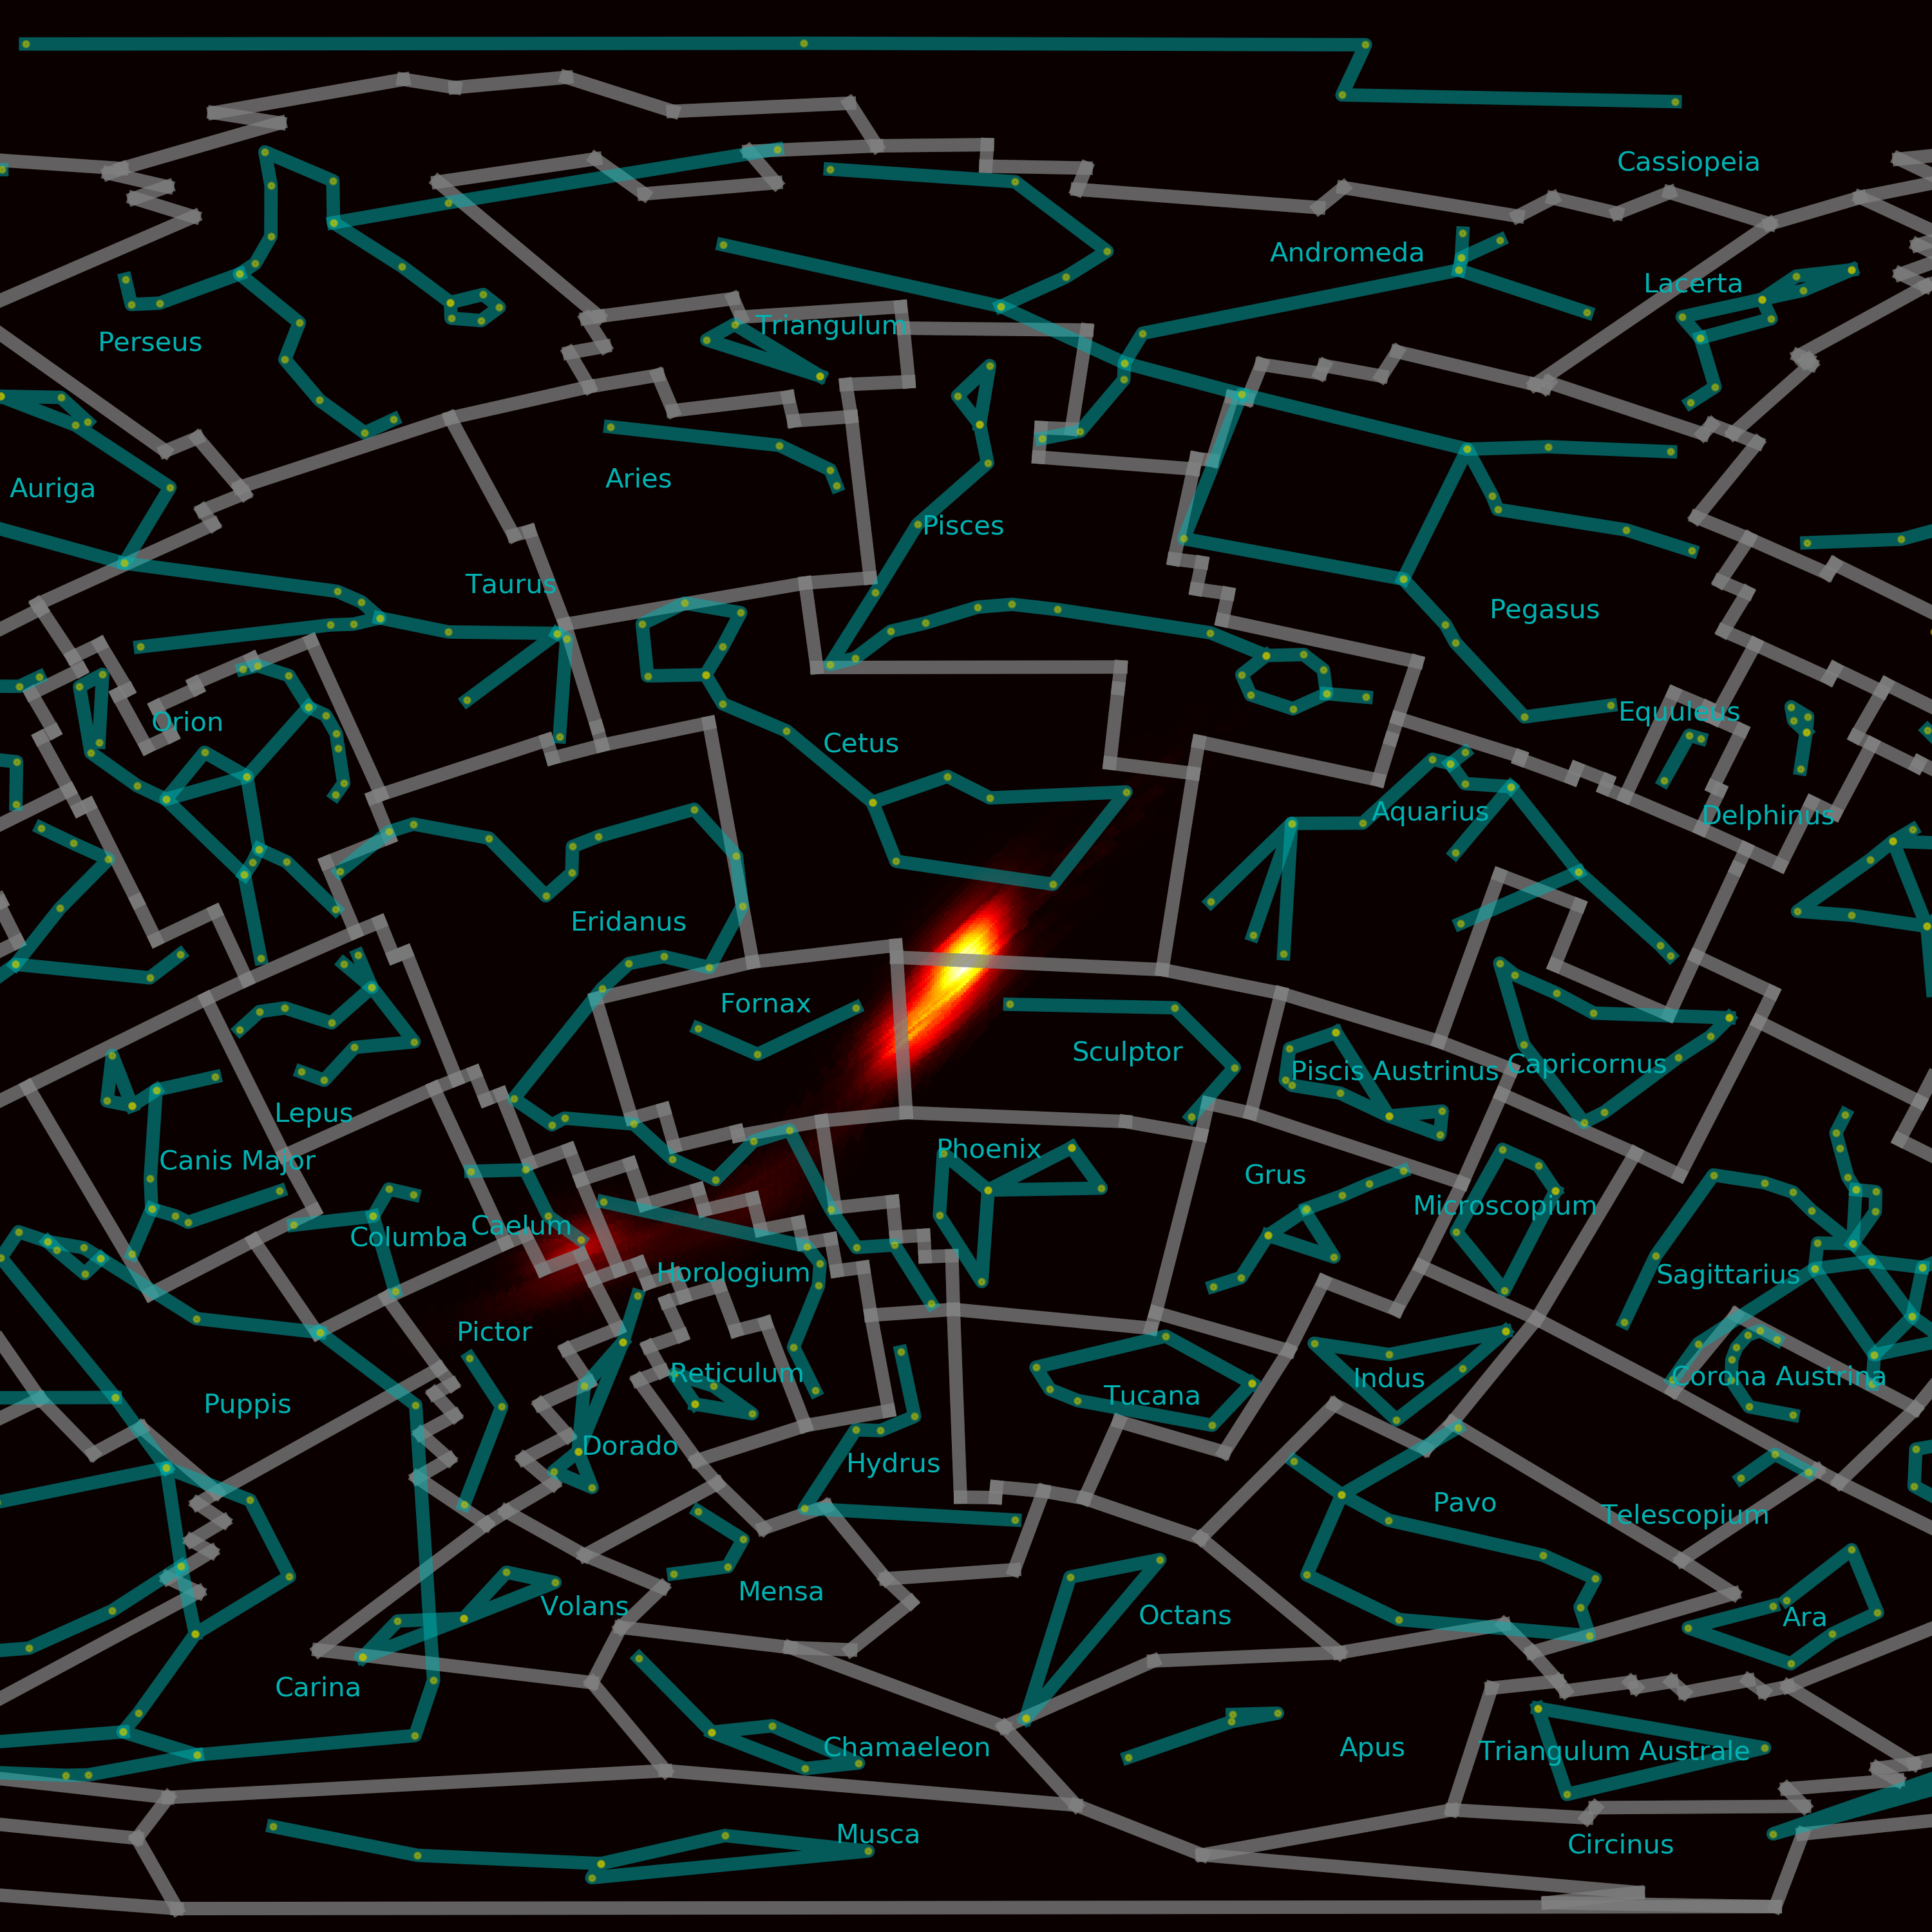 Cassiopeia
Andromeda
Lacerta
Perseus
Triangulum
Auriga
Aries
Pisces
Taurus
Pegasus
Orion
Equuleus
Cetus
Aquarius
Delphinus
Eridanus
Fornax
Sculptor
Piscis Austrinus
Capricornus
Lepus
Canis Major
Phoenix
Grus
Microscopium
Columba
Caelum
Horologium
Sagittarius
Pictor
Reticulum
Tucana
Indus
Corona Austrina
Puppis
Dorado
Hydrus
Pavo
Telescopium
Mensa
Volans
Octans
Ara
Carina
Chamaeleon
Apus
Triangulum Australe
Musca
Circinus